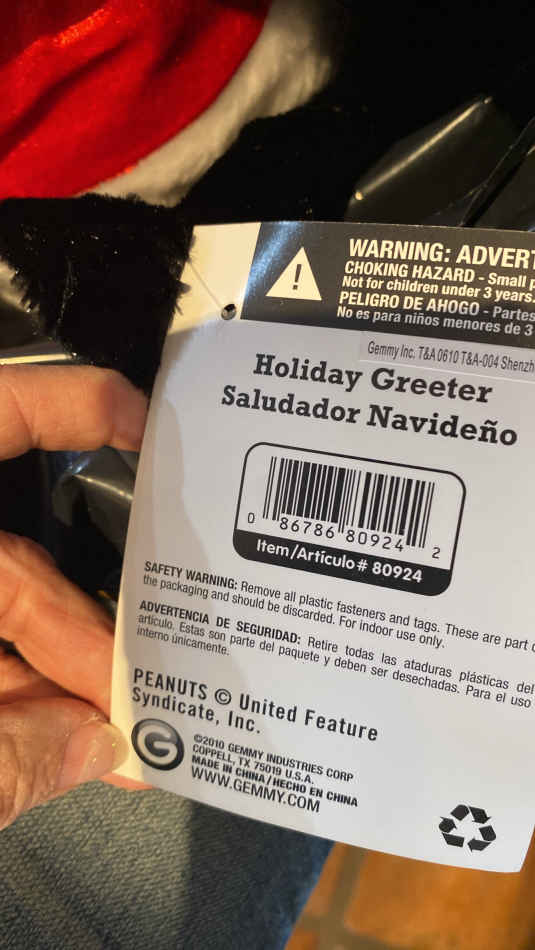 WARNING: ADVERT
CHOKING HAZARD - Small p
Not for children under 3 years.
PELIGRO DE AHOGO - Partes
No es para niños menores de 3
Gemmy Inc. T&A 0610 T&A-004 Shenzh
Holiday Greeter
Saludador Navideño
0 86786 80924 2
Item/Artículo # 80924
SAFETY WARNING: Remove all plastic fasteners and tags. These are part o
the packaging and should be discarded. For indoor use only.
ADVERTENCIA DE SEGURIDAD: Retire todas las ataduras plásticas del
artículo. Estas son parte del paquete y deben ser desechadas. Para el uso
interno únicamente.
PEANUTS © United Feature
Syndicate, Inc.
G
©2010 GEMMY INDUSTRIES CORP
COPPELL, TX 75019 U.S.A.
MADE IN CHINA/HECHO EN CHINA
WWW.GEMMY.COM